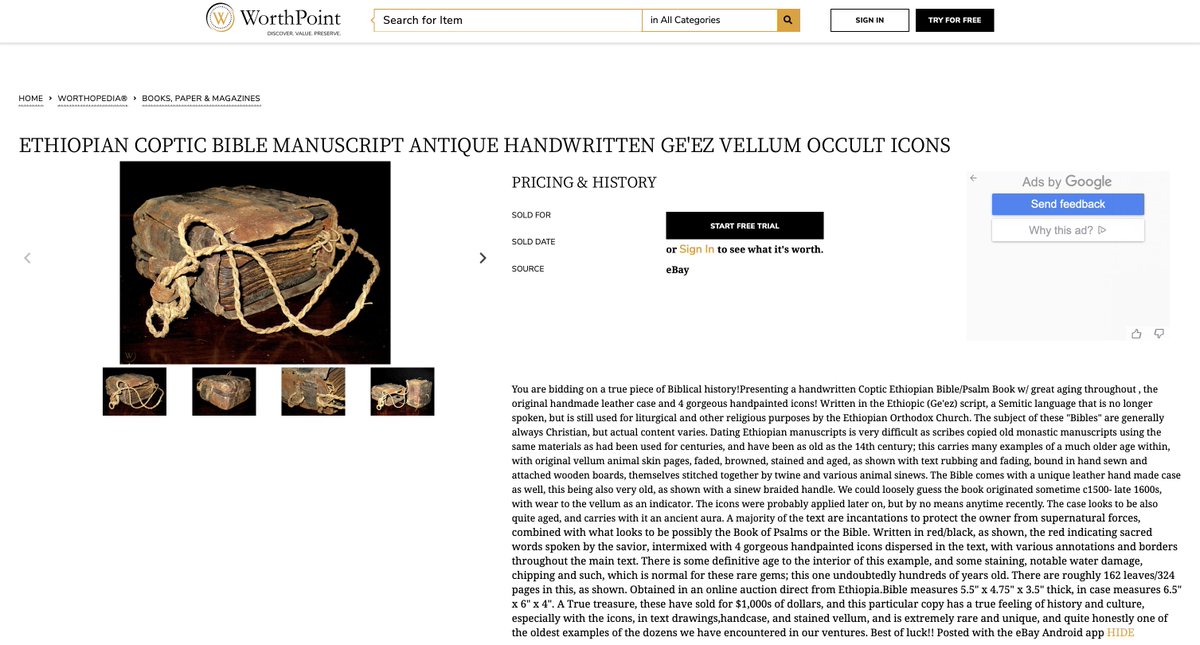 WorthPoint
DISCOVER. VALUE. PRESERVE.
Search for Item
in All Categories
SIGN IN
TRY FOR FREE
HOME › WORTHOPEDIA® › BOOKS, PAPER & MAGAZINES
ETHIOPIAN COPTIC BIBLE MANUSCRIPT ANTIQUE HANDWRITTEN GE'EZ VELLUM OCCULT ICONS
PRICING & HISTORY
SOLD FOR
START FREE TRIAL
or Sign In to see what it's worth.
SOLD DATE
SOURCE
eBay
Ads by Google
Send feedback
Why this ad?
You are bidding on a true piece of Biblical history!Presenting a handwritten Coptic Ethiopian Bible/Psalm Book w/ great aging throughout , the
original handmade leather case and 4 gorgeous handpainted icons! Written in the Ethiopic (Ge'ez) script, a Semitic language that is no longer
spoken, but is still used for liturgical and other religious purposes by the Ethiopian Orthodox Church. The subject of these "Bibles" are generally
always Christian, but actual content varies. Dating Ethiopian manuscripts is very difficult as scribes copied old monastic manuscripts using the
same materials as had been used for centuries, and have been as old as the 14th century; this carries many examples of a much older age within,
with original vellum animal skin pages, faded, browned, stained and aged, as shown with text rubbing and fading, bound in hand sewn and
attached wooden boards, themselves stitched together by twine and various animal sinews. The Bible comes with a unique leather hand made case
as well, this being also very old, as shown with a sinew braided handle. We could loosely guess the book originated sometime c1500- late 1600s,
with wear to the vellum as an indicator. The icons were probably applied later on, but by no means anytime recently. The case looks to be also
quite aged, and carries with it an ancient aura. A majority of the text are incantations to protect the owner from supernatural forces,
combined with what looks to be possibly the Book of Psalms or the Bible. Written in red/black, as shown, the red indicating sacred
words spoken by the savior, intermixed with 4 gorgeous handpainted icons dispersed in the text, with various annotations and borders
throughout the main text. There is some definitive age to the interior of this example, and some staining, notable water damage,
chipping and such, which is normal for these rare gems; this one undoubtedly hundreds of years old. There are roughly 162 leaves/324
pages in this, as shown. Obtained in an online auction direct from Ethiopia.Bible measures 5.5" x 4.75" x 3.5" thick, in case measures 6.5"
x 6" x 4". A True treasure, these have sold for $1,000s of dollars, and this particular copy has a true feeling of history and culture,
especially with the icons, in text drawings,handcase, and stained vellum, and is extremely rare and unique, and quite honestly one of
the oldest examples of the dozens we have encountered in our ventures. Best of luck!! Posted with the eBay Android app HIDE